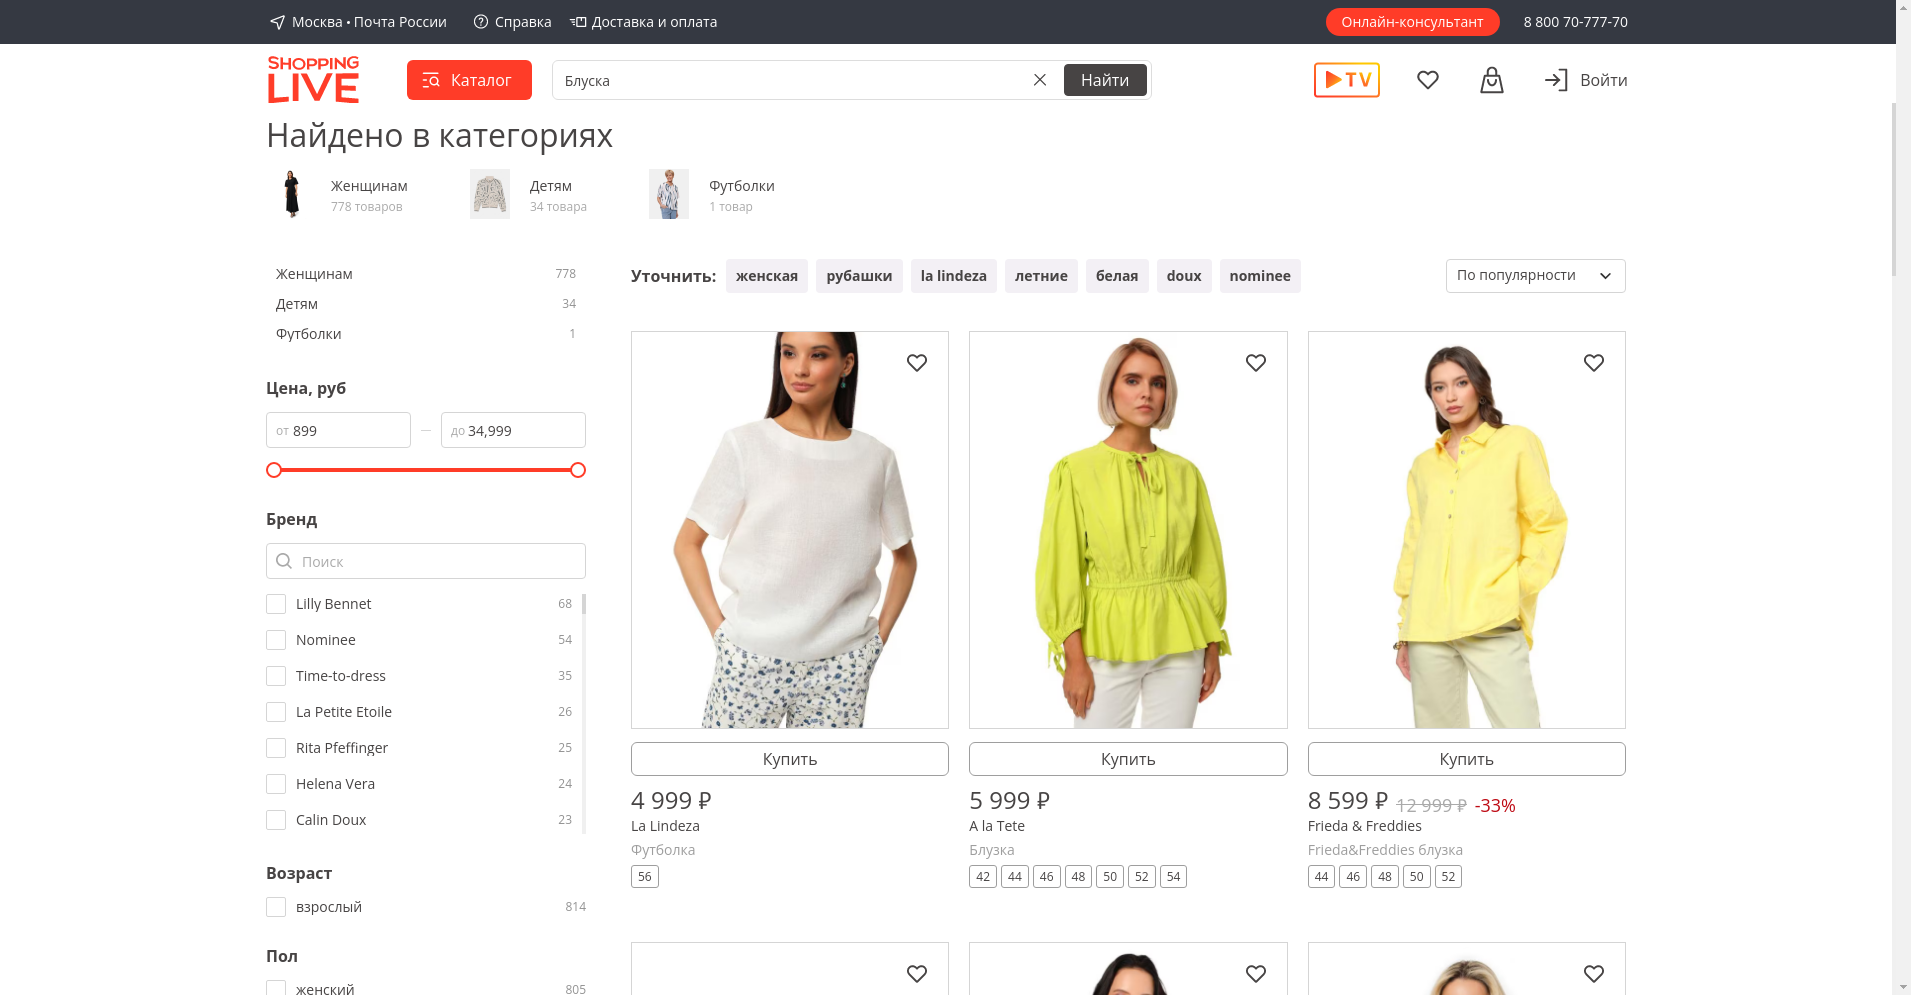 Москва • Почта России
Справка
Доставка и оплата
Онлайн-консультант
8 800 70-777-70
SHOPPING
LIVE
Каталог
Блуска
Найти
TV
Войти
Найдено в категориях
Женщинам
778 товаров
Детям
34 товара
Футболки
1 товар
Женщинам 778
Детям 34
Футболки 1
Цена, руб
от 899 — до 34,999
Бренд
Поиск
Lilly Bennet 68
Nominee 54
Time-to-dress 35
La Petite Etoile 26
Rita Pfeffinger 25
Helena Vera 24
Calin Doux 23
Возраст
взрослый 814
Пол
женский 805
Уточнить: женская рубашки la lindeza летние белая doux nominee
По популярности
Купить
4 999 ₽
La Lindeza
Футболка
56
Купить
5 999 ₽
A la Tete
Блузка
42 44 46 48 50 52 54
Купить
8 599 ₽ 12 999 ₽ -33%
Frieda & Freddies
Frieda&Freddies блузка
44 46 48 50 52